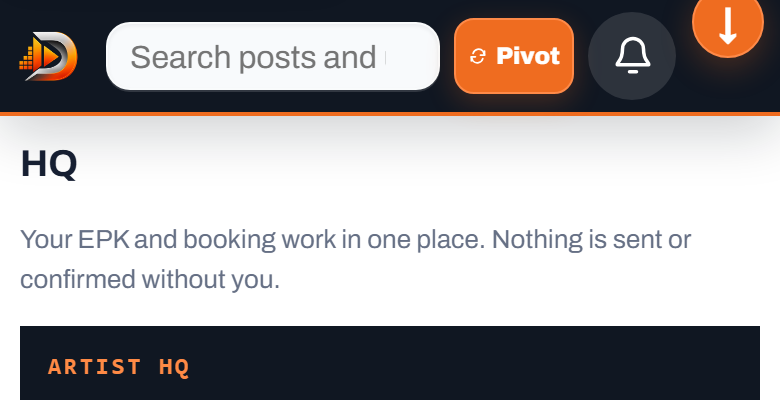 Search posts and
Pivot
HQ
Your EPK and booking work in one place. Nothing is sent or
confirmed without you.
ARTIST HQ